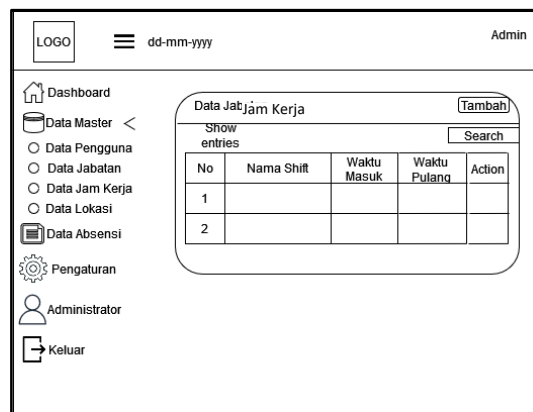 LOGO
dd-mm-yyyy
Admin
Dashboard
Data Master <
Data Pengguna
Data Jabatan
Data Jam Kerja
Data Lokasi
Data Absensi
Pengaturan
Administrator
Keluar
Data Jam Kerja
Tambah
Show
entries
Search
No Nama Shift Waktu Masuk Waktu Pulang Action
1
2